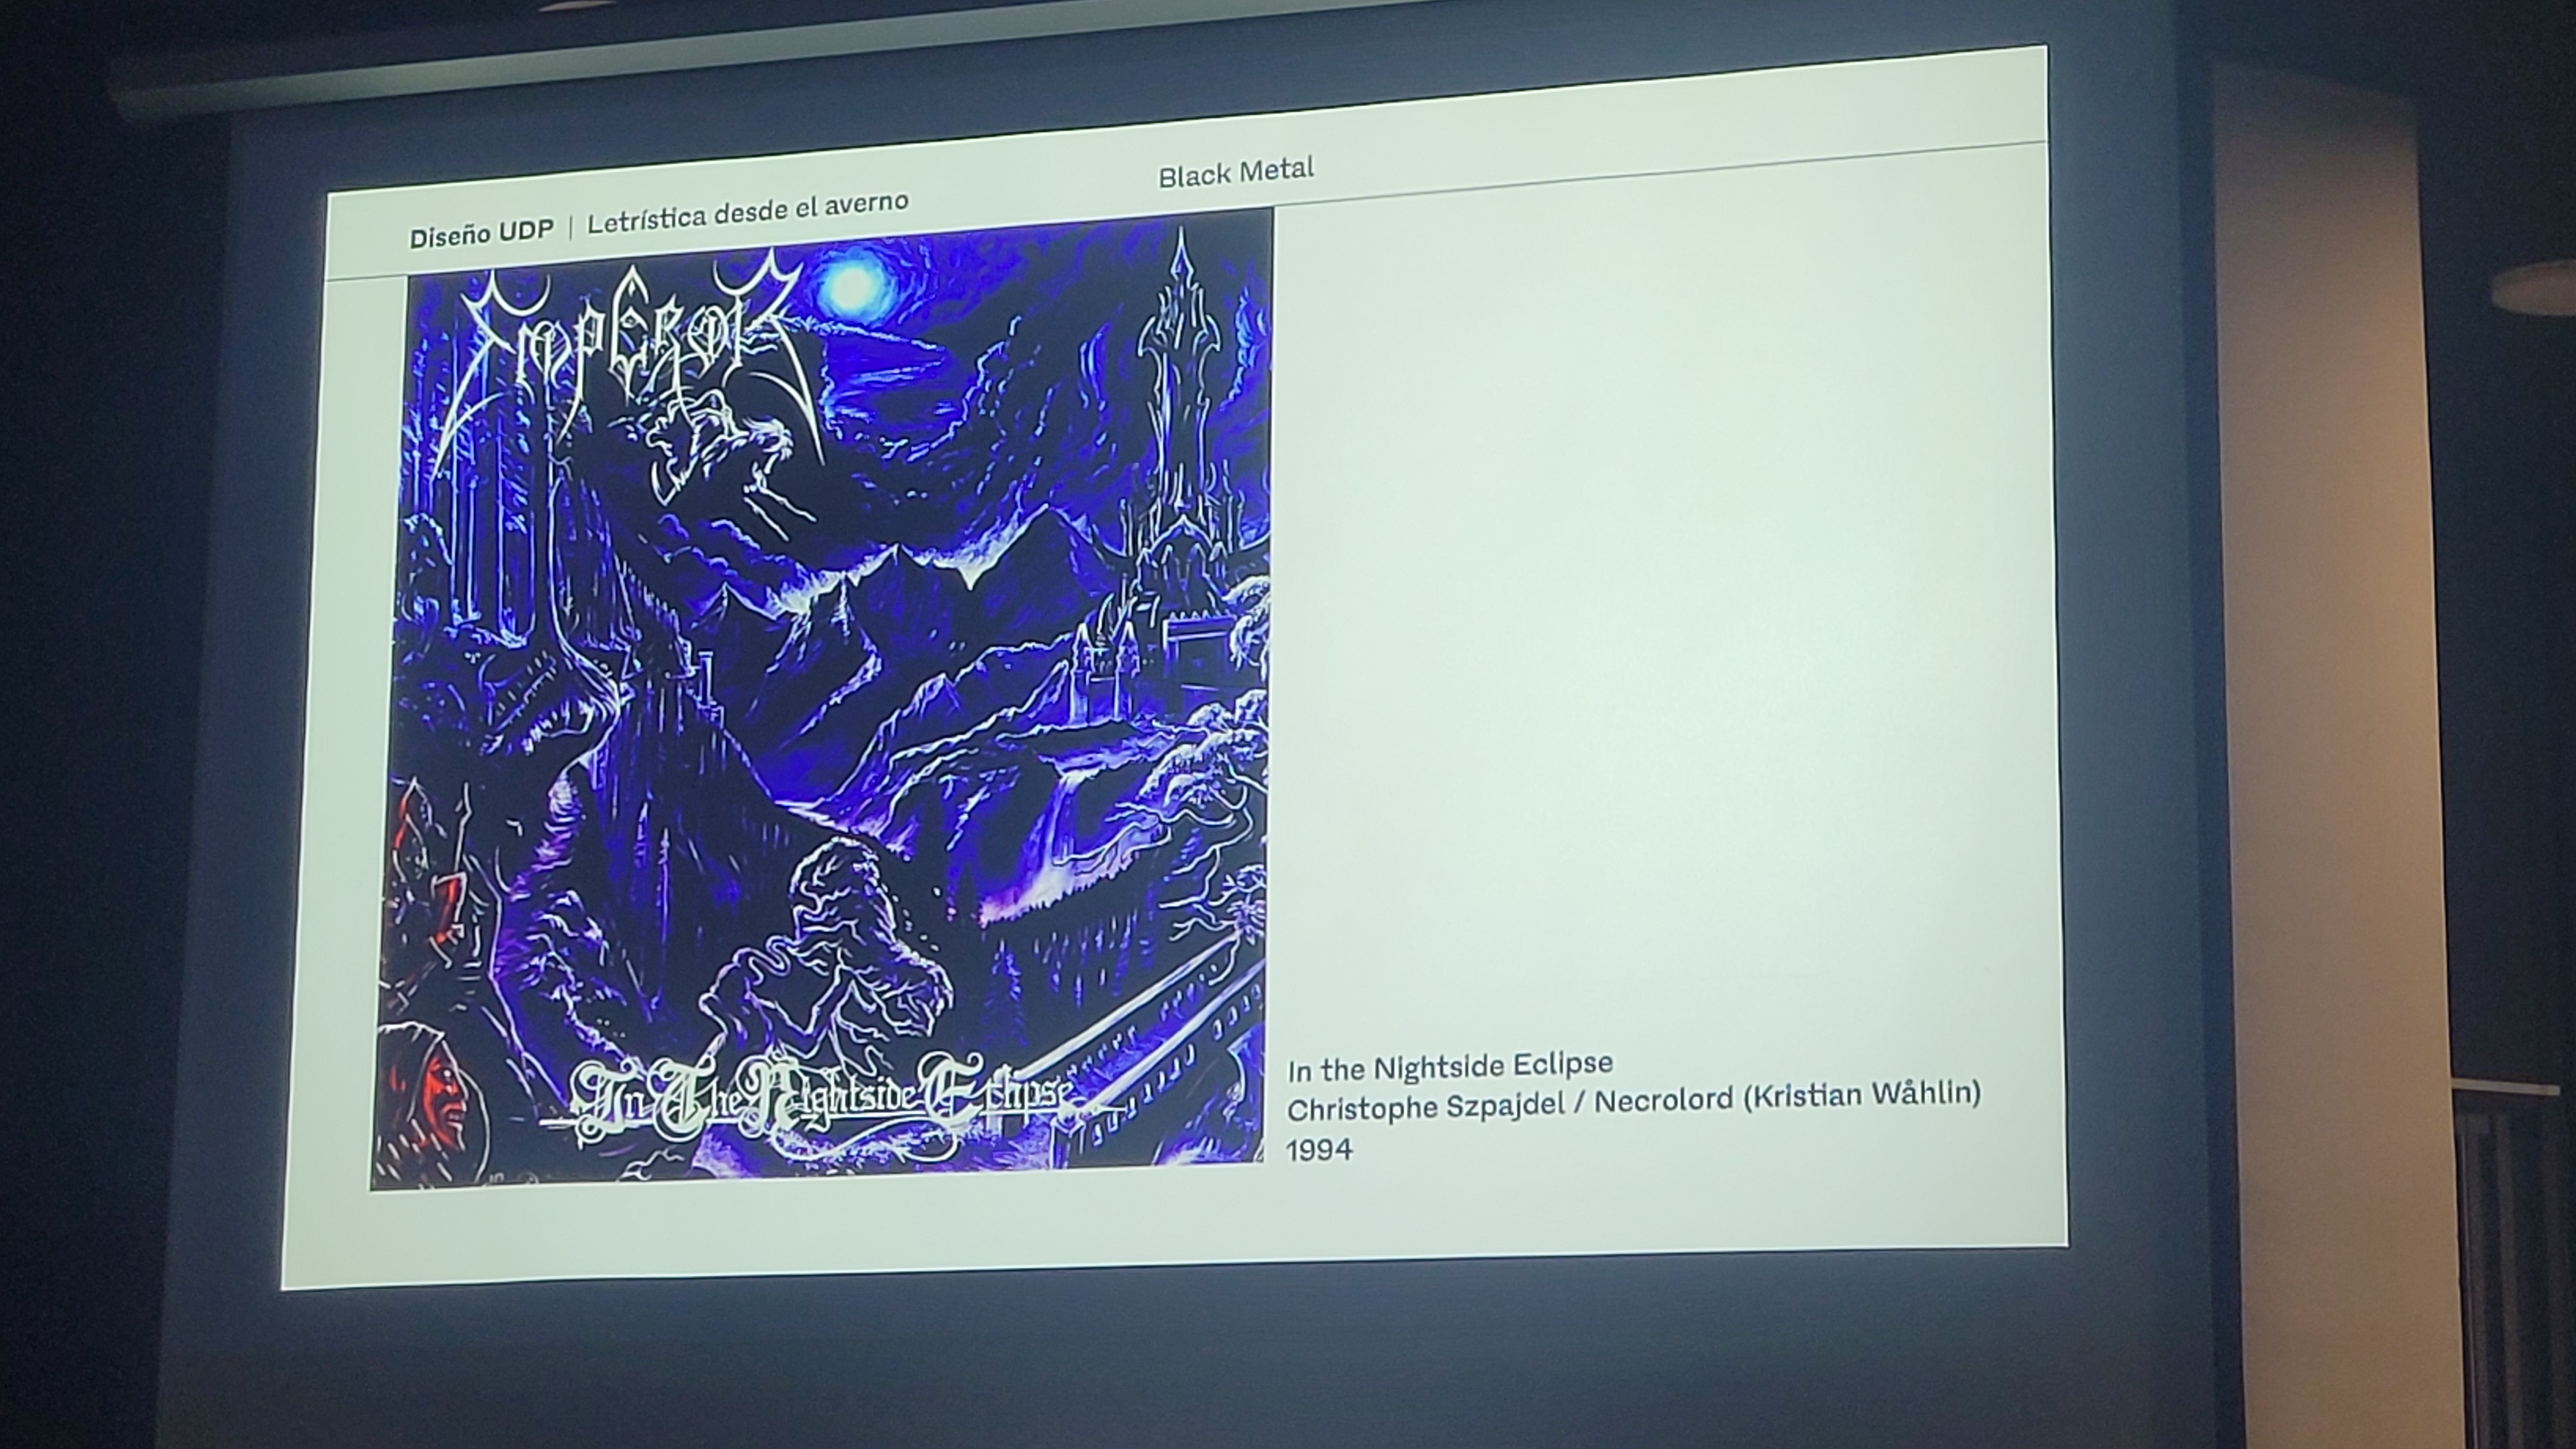 Diseño UDP | Letrística desde el averno
Black Metal
EMPEROR
In The Nightside Eclipse
In the Nightside Eclipse
Christophe Szpajdel / Necrolord (Kristian Wåhlin)
1994